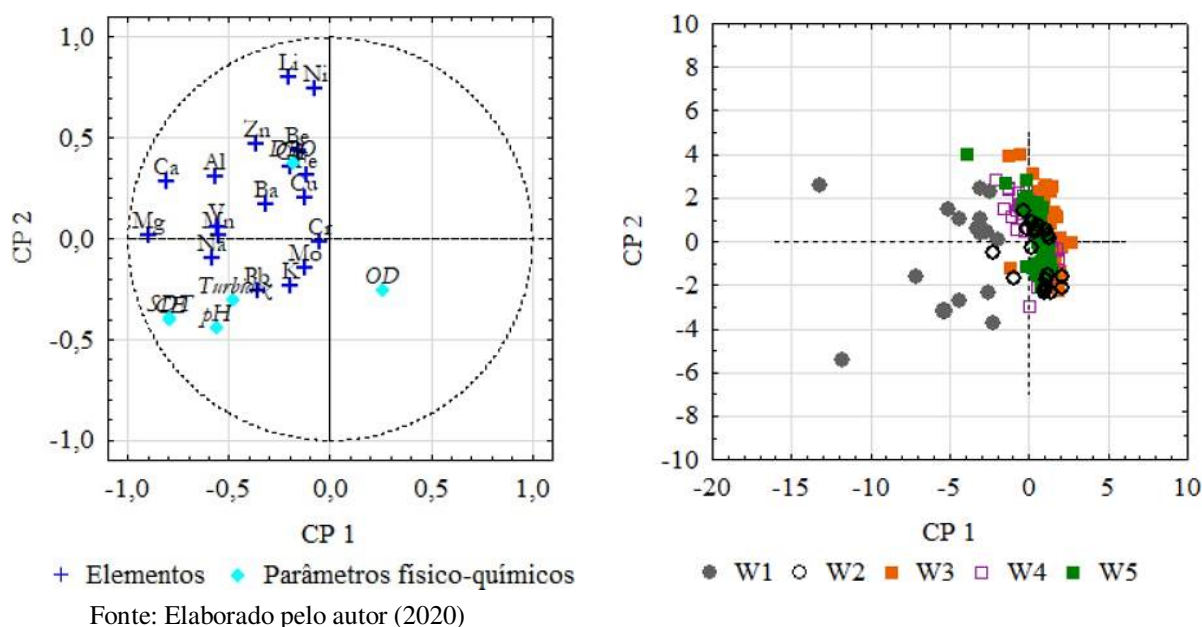 1,0
0,5
0,0
-0,5
-1,0
CP 2
Li
Ni
Zn
Be
Ca
Al
Ba
Cu
V
Mg
Mn
Na
Cr
Mo
Rb
K
OD
pH
-1,0 -0,5 0,0 0,5 1,0
CP 1
+ Elementos ◆ Parâmetros físico-químicos
10
8
6
4
2
0
-2
-4
-6
-8
-10
CP 2
-20 -15 -10 -5 0 5 10
CP 1
W1 W2 W3 W4 W5
Fonte: Elaborado pelo autor (2020)